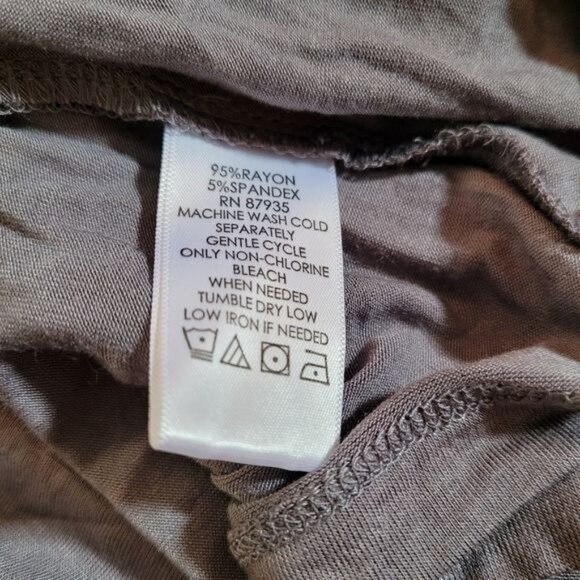 95%RAYON
5%SPANDEX
RN 87935
MACHINE WASH COLD
SEPARATELY
GENTLE CYCLE
ONLY NON-CHLORINE
BLEACH
WHEN NEEDED
TUMBLE DRY LOW
LOW IRON IF NEEDED